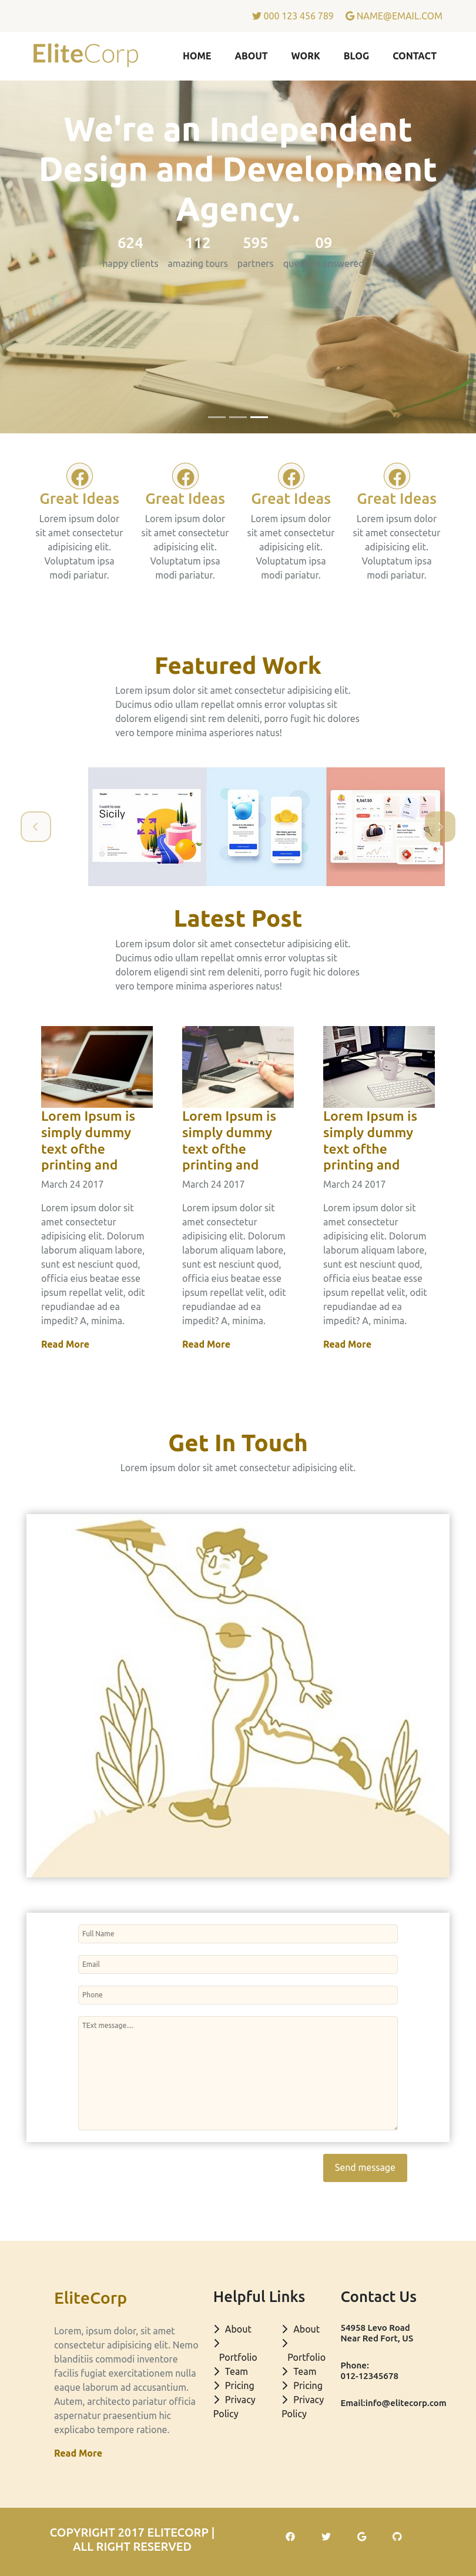 000 123 456 789 NAME@EMAIL.COM
EliteCorp HOME ABOUT WORK BLOG CONTACT
We're an Independent
Design and Development
Agency.
624 112 595 09
happy clients amazing tours partners
Great Ideas Great Ideas Great Ideas Great Ideas
Lorem ipsum dolor Lorem ipsum dolor Lorem ipsum dolor Lorem ipsum dolor
sit amet consectetur sit amet consectetur sit amet consectetur sit amet consectetur
adipisicing elit. adipisicing elit. adipisicing elit. adipisicing elit.
Voluptatum ipsa Voluptatum ipsa Voluptatum ipsa Voluptatum ipsa
modi pariatur. modi pariatur. modi pariatur. modi pariatur.
Featured Work
Lorem ipsum dolor sit amet consectetur adipisicing elit.
Ducimus odio ullam repellat omnis error voluptas sit
dolorem eligendi sint rem deleniti, porro fugit hic dolores
vero tempore minima asperiores natus!
Sicily
Latest Post
Lorem ipsum dolor sit amet consectetur adipisicing elit.
Ducimus odio ullam repellat omnis error voluptas sit
dolorem eligendi sint rem deleniti, porro fugit hic dolores
vero tempore minima asperiores natus!
Lorem Ipsum is
simply dummy
text ofthe
printing and
March 24 2017
Lorem ipsum dolor sit
amet consectetur
adipisicing elit. Dolorum
laborum aliquam labore,
sunt est nesciunt quod,
officia eius beatae esse
ipsum repellat velit, odit
repudiandae ad ea
impedit? A, minima.
Read More
Lorem Ipsum is
simply dummy
text ofthe
printing and
March 24 2017
Lorem ipsum dolor sit
amet consectetur
adipisicing elit. Dolorum
laborum aliquam labore,
sunt est nesciunt quod,
officia eius beatae esse
ipsum repellat velit, odit
repudiandae ad ea
impedit? A, minima.
Read More
Lorem Ipsum is
simply dummy
text ofthe
printing and
March 24 2017
Lorem ipsum dolor sit
amet consectetur
adipisicing elit. Dolorum
laborum aliquam labore,
sunt est nesciunt quod,
officia eius beatae esse
ipsum repellat velit, odit
repudiandae ad ea
impedit? A, minima.
Read More
Get In Touch
Lorem ipsum dolor sit amet consectetur adipisicing elit.
Full Name
Email
Phone
TExt message....
Send message
EliteCorp
Lorem, ipsum dolor, sit amet
consectetur adipisicing elit. Nemo
blanditiis commodi inventore
facilis fugiat exercitationem nulla
eaque laborum ad accusantium.
Autem, architecto pariatur officia
aspernatur praesentium hic
explicabo tempore ratione.
Read More
Helpful Links
About
Portfolio
Team
Pricing
Privacy
Policy
About
Portfolio
Team
Pricing
Privacy
Policy
Contact Us
54958 Levo Road
Near Red Fort, US
Phone:
012-12345678
Email:info@elitecorp.com
COPYRIGHT 2017 ELITECORP |
ALL RIGHT RESERVED